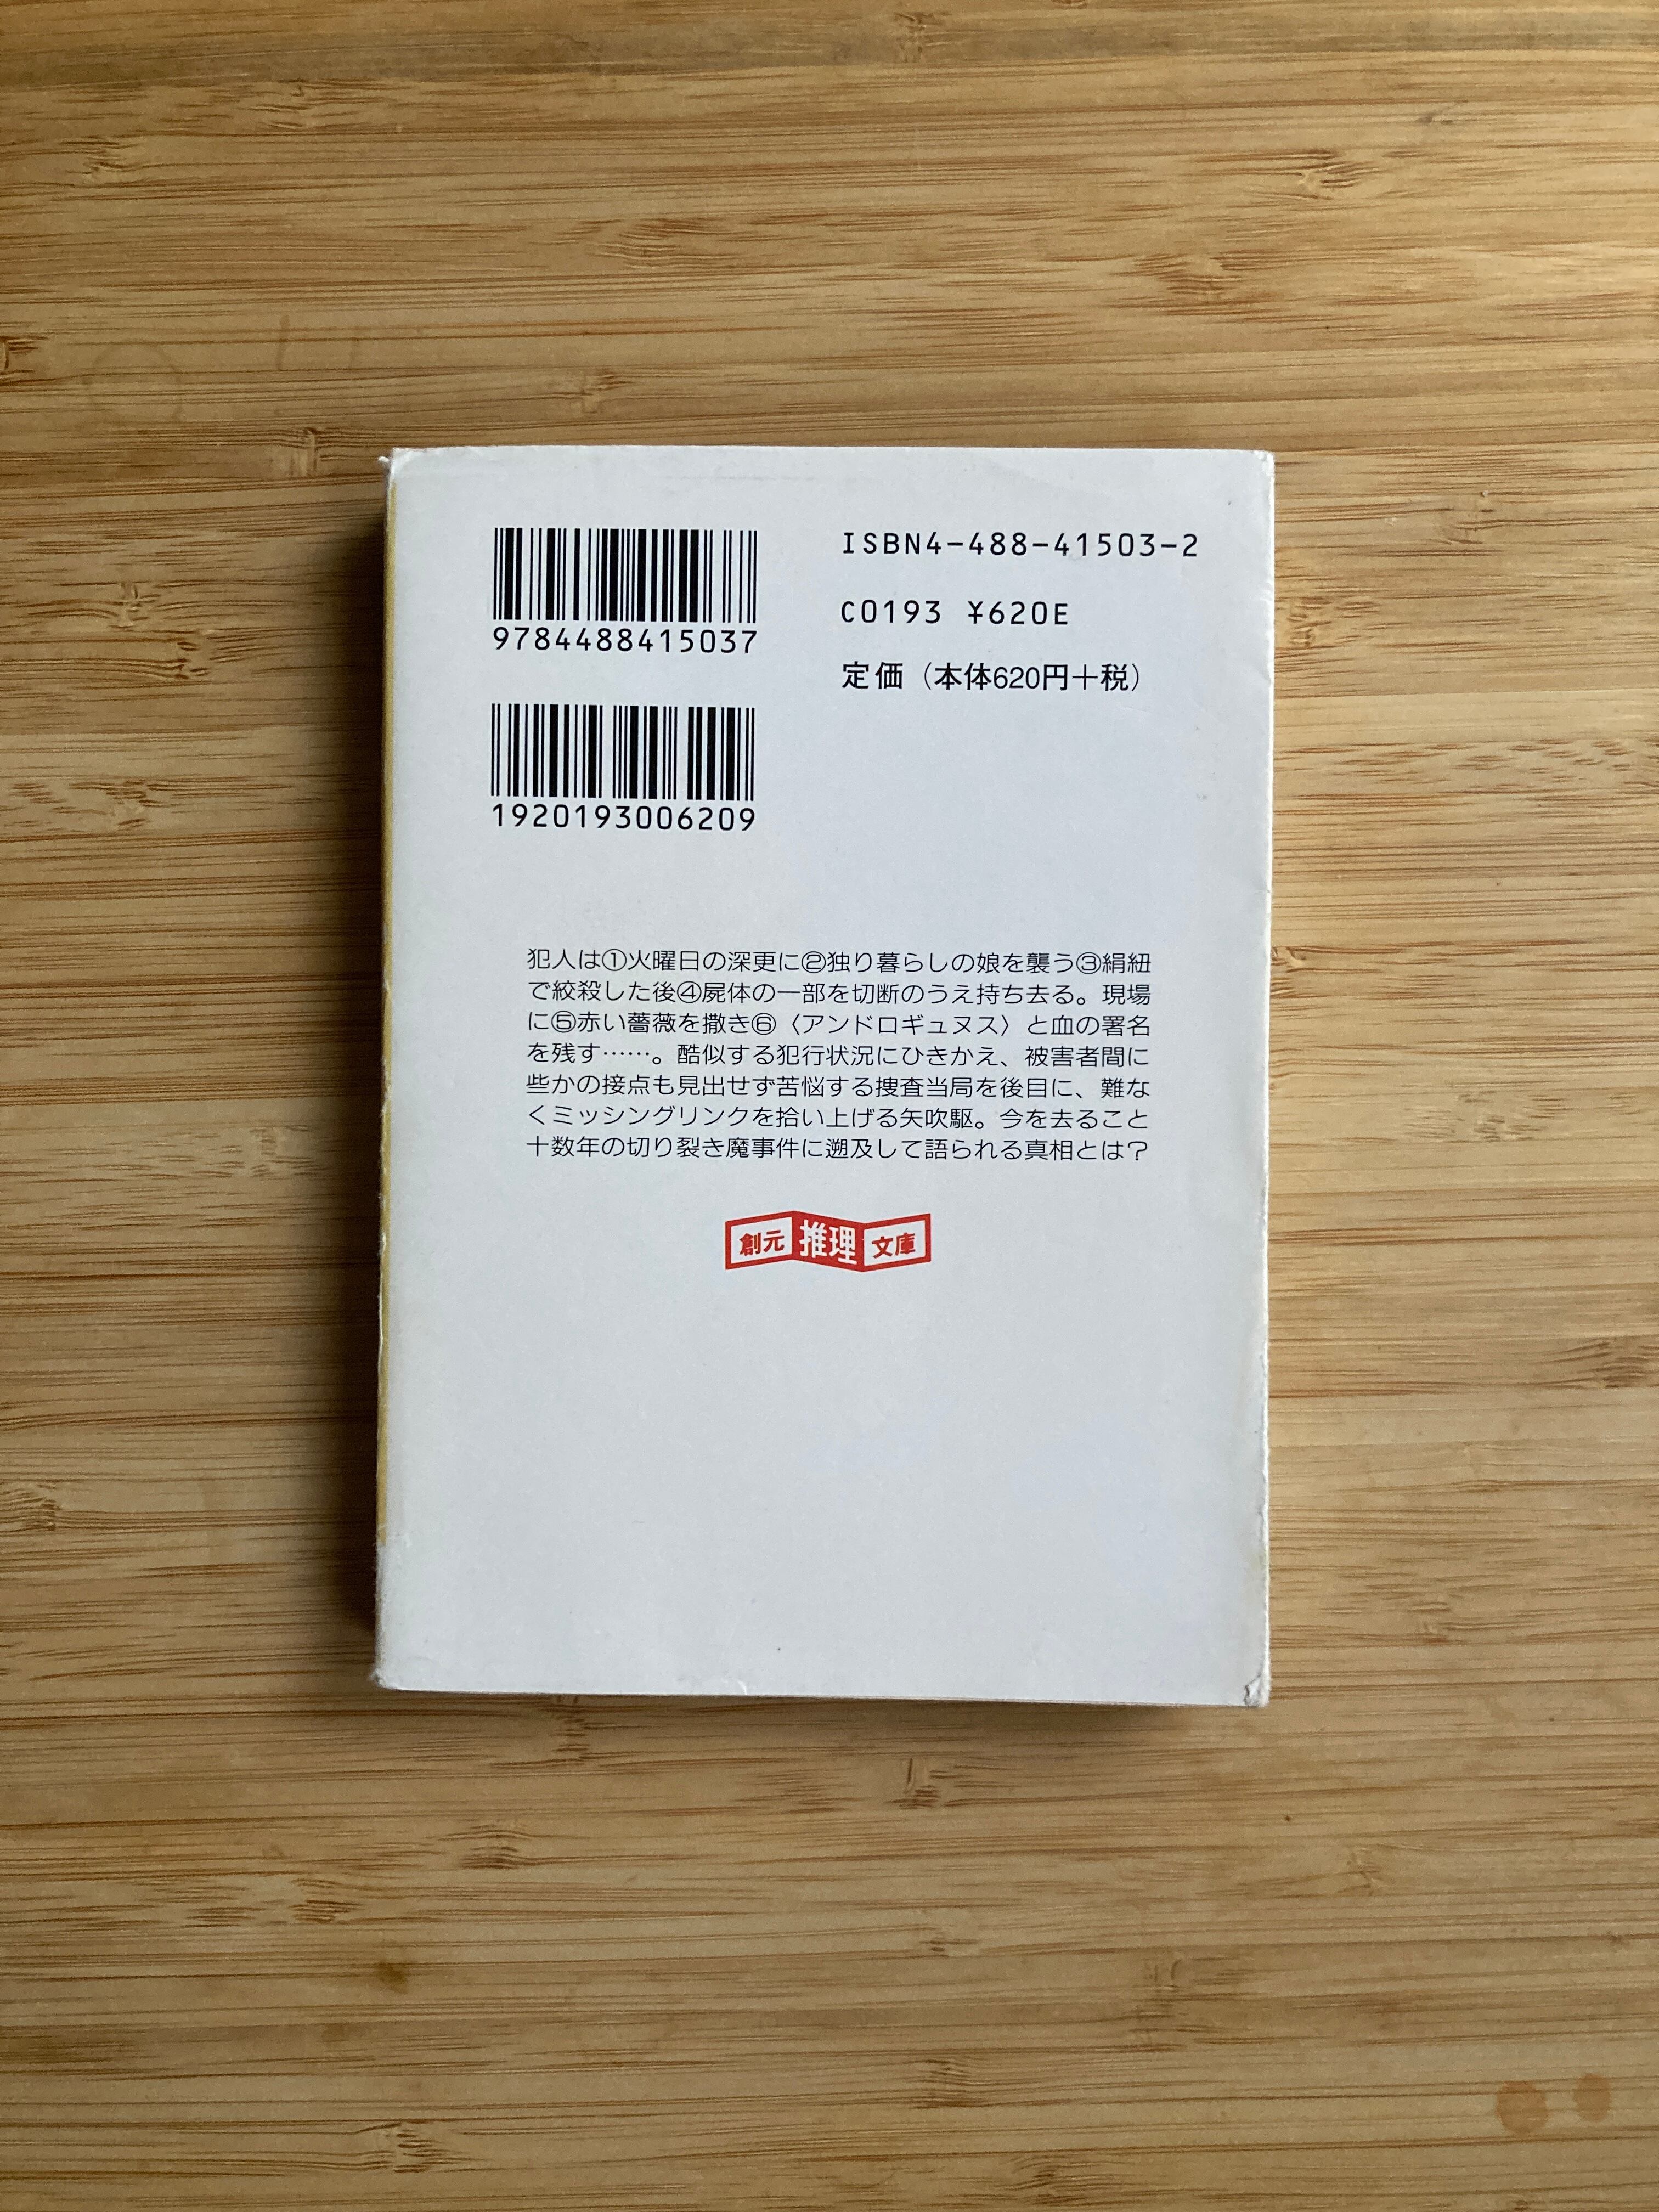 9784488415037
1920193006209
ISBN4-488-41503-2
C0193 ¥620E
定価（本体620円＋税）
犯人は①火曜日の深更に②独り暮らしの娘を襲う③絹紐
で絞殺した後④屍体の一部を切断のうえ持ち去る。現場
に⑤赤い薔薇を撒き⑥〈アンドロギュヌス〉と血の署名
を残す……。酷似する犯行状況にひきかえ、被害者間に
些かの接点も見出せず苦悩する捜査当局を後目に、難な
くミッシングリンクを拾い上げる矢吹駆。今を去ること
十数年の切り裂き魔事件に遡及して語られる真相とは？
創元推理文庫